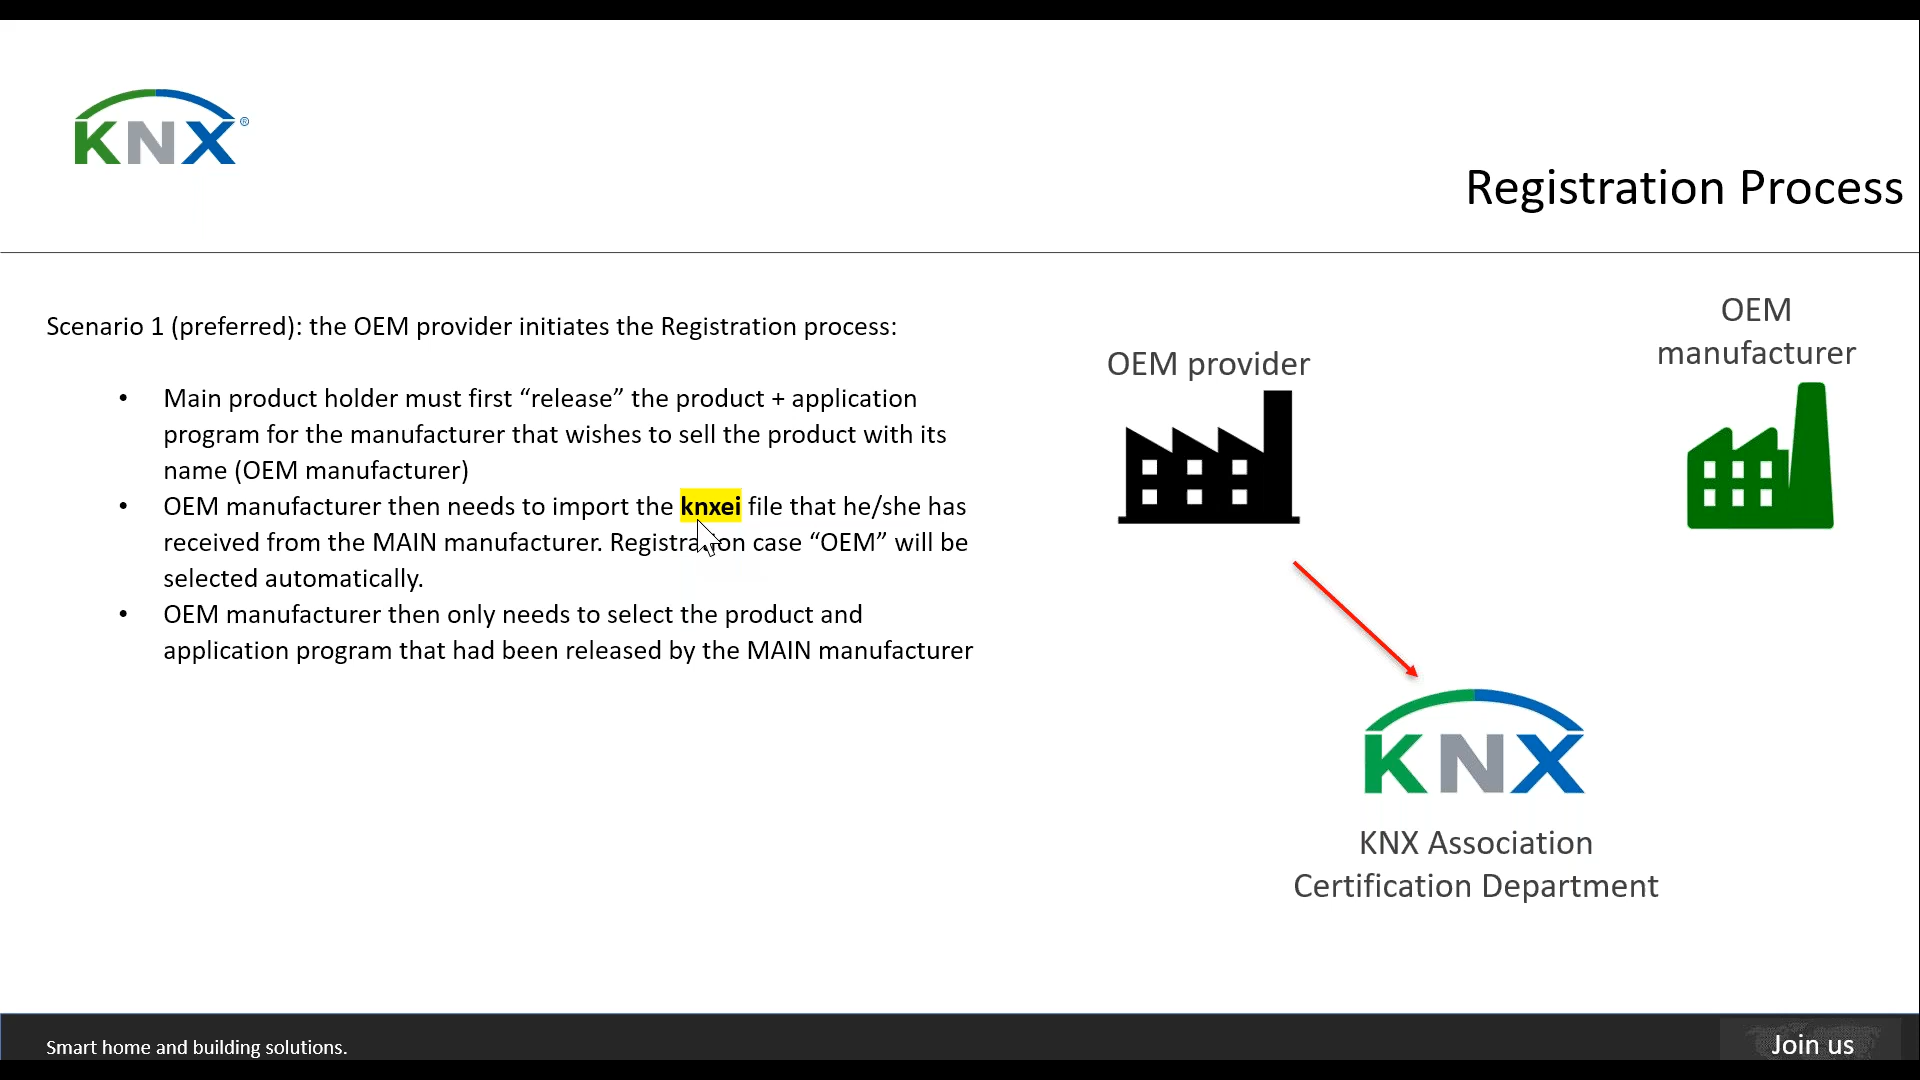 KNX®
Registration Process
Scenario 1 (preferred): the OEM provider initiates the Registration process:
• Main product holder must first “release” the product + application
program for the manufacturer that wishes to sell the product with its
name (OEM manufacturer)
• OEM manufacturer then needs to import the knxei file that he/she has
received from the MAIN manufacturer. Registration case “OEM” will be
selected automatically.
• OEM manufacturer then only needs to select the product and
application program that had been released by the MAIN manufacturer
OEM provider
OEM
manufacturer
KNX
KNX Association
Certification Department
Smart home and building solutions.
Join us